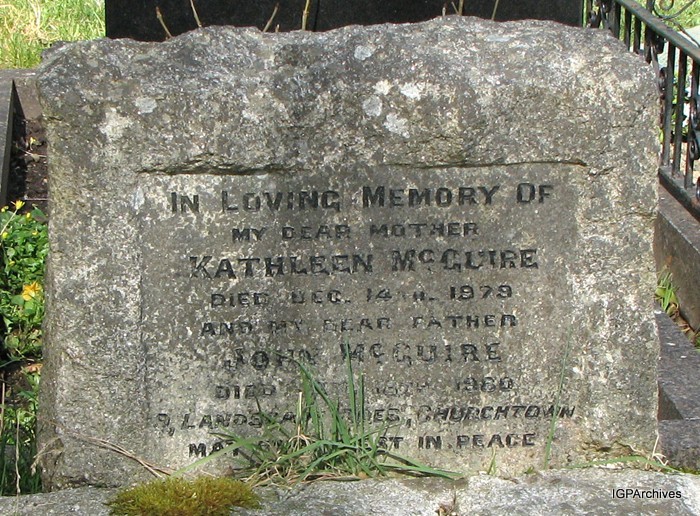 IN LOVING MEMORY OF
MY DEAR MOTHER
KATHLEEN McGUIRE
DIED DEC. 14TH. 1979
AND MY DEAR FATHER
JOHN McGUIRE
DIED 1980
CHURCHTOWN
IN PEACE
IGPArchives